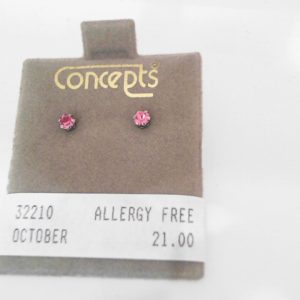 Concepts
32210 ALLERGY FREE
OCTOBER 21.00